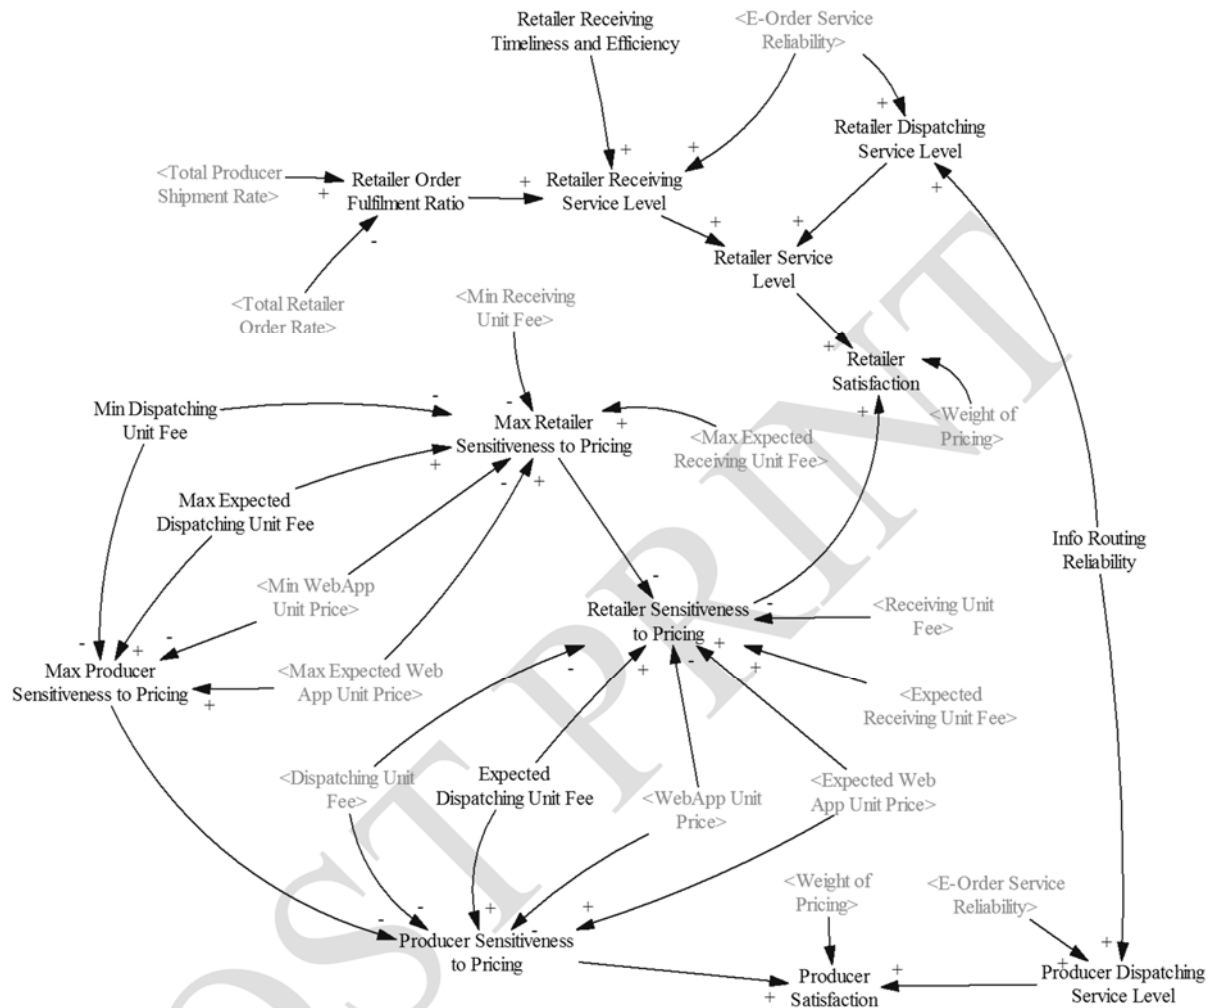 Retailer Receiving
Timeliness and Efficiency
<E-Order Service
Reliability>
Retailer Dispatching
Service Level
<Total Producer
Shipment Rate>
Retailer Order
Fulfilment Ratio
Retailer Receiving
Service Level
Retailer Service
Level
<Total Retailer
Order Rate>
<Min Receiving
Unit Fee>
Retailer
Satisfaction
<Weight of
Pricing>
Min Dispatching
Unit Fee
Max Retailer
Sensitiveness to Pricing
<Max Expected
Receiving Unit Fee>
Max Expected
Dispatching Unit Fee
Info Routing
Reliability
<Min WebApp
Unit Price>
Retailer Sensitiveness
to Pricing
<Receiving Unit
Fee>
Max Producer
Sensitiveness to Pricing
<Max Expected Web
App Unit Price>
<Expected
Receiving Unit Fee>
<Dispatching Unit
Fee>
Expected
Dispatching Unit Fee
<WebApp Unit
Price>
<Expected Web
App Unit Price>
<Weight of
Pricing>
<E-Order Service
Reliability>
Producer Sensitiveness
to Pricing
Producer
Satisfaction
Producer Dispatching
Service Level
POST PRINT